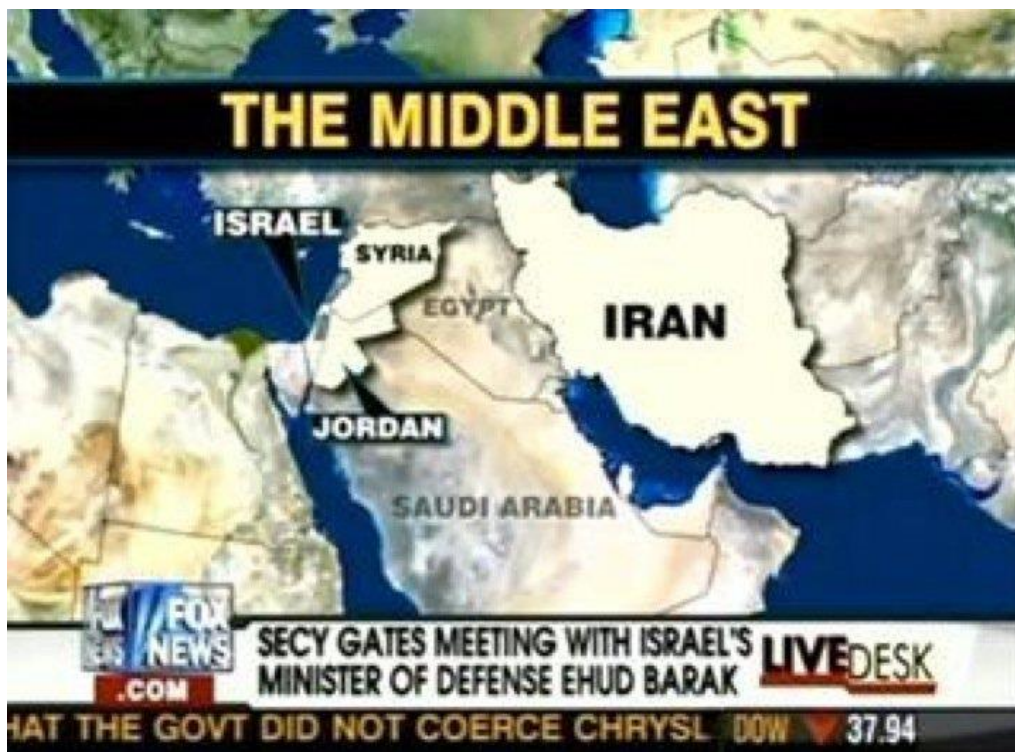 THE MIDDLE EAST
ISRAEL
SYRIA
EGYPT
IRAN
JORDAN
SAUDI ARABIA
FOX
NEWS
.COM
SECY GATES MEETING WITH ISRAEL'S
MINISTER OF DEFENSE EHUD BARAK
LIVEDESK
HAT THE GOVT DID NOT COERCE CHRYSL DOW 37.94